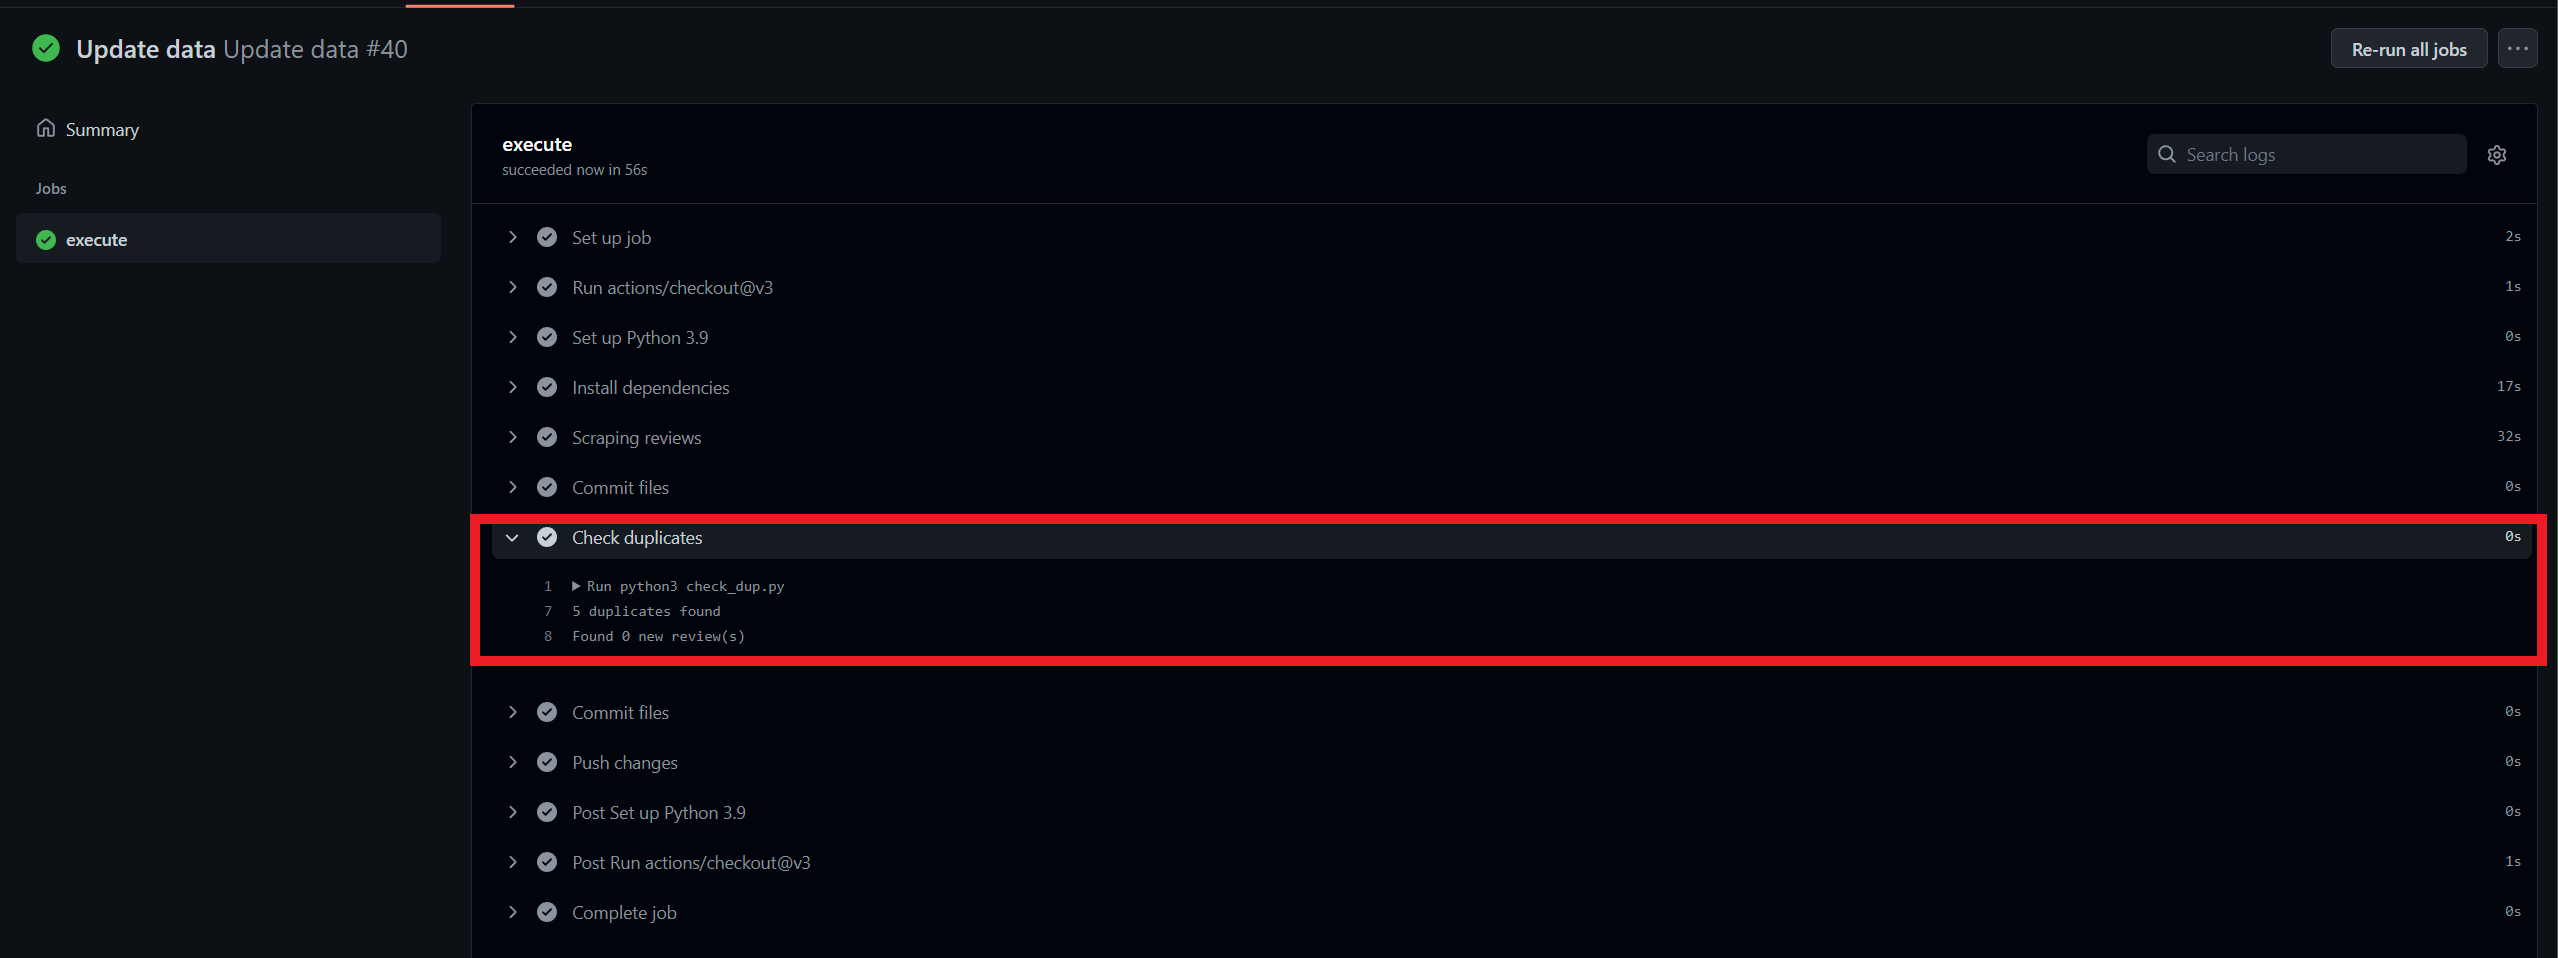 Update data Update data #40
Re-run all jobs
Summary
Jobs
execute
execute
succeeded now in 56s
Search logs
Set up job 2s
Run actions/checkout@v3 1s
Set up Python 3.9 0s
Install dependencies 17s
Scraping reviews 32s
Commit files 0s
Check duplicates 0s
1 Run python3 check_dup.py
7 5 duplicates found
8 Found 0 new review(s)
Commit files 0s
Push changes 0s
Post Set up Python 3.9 0s
Post Run actions/checkout@v3 1s
Complete job 0s